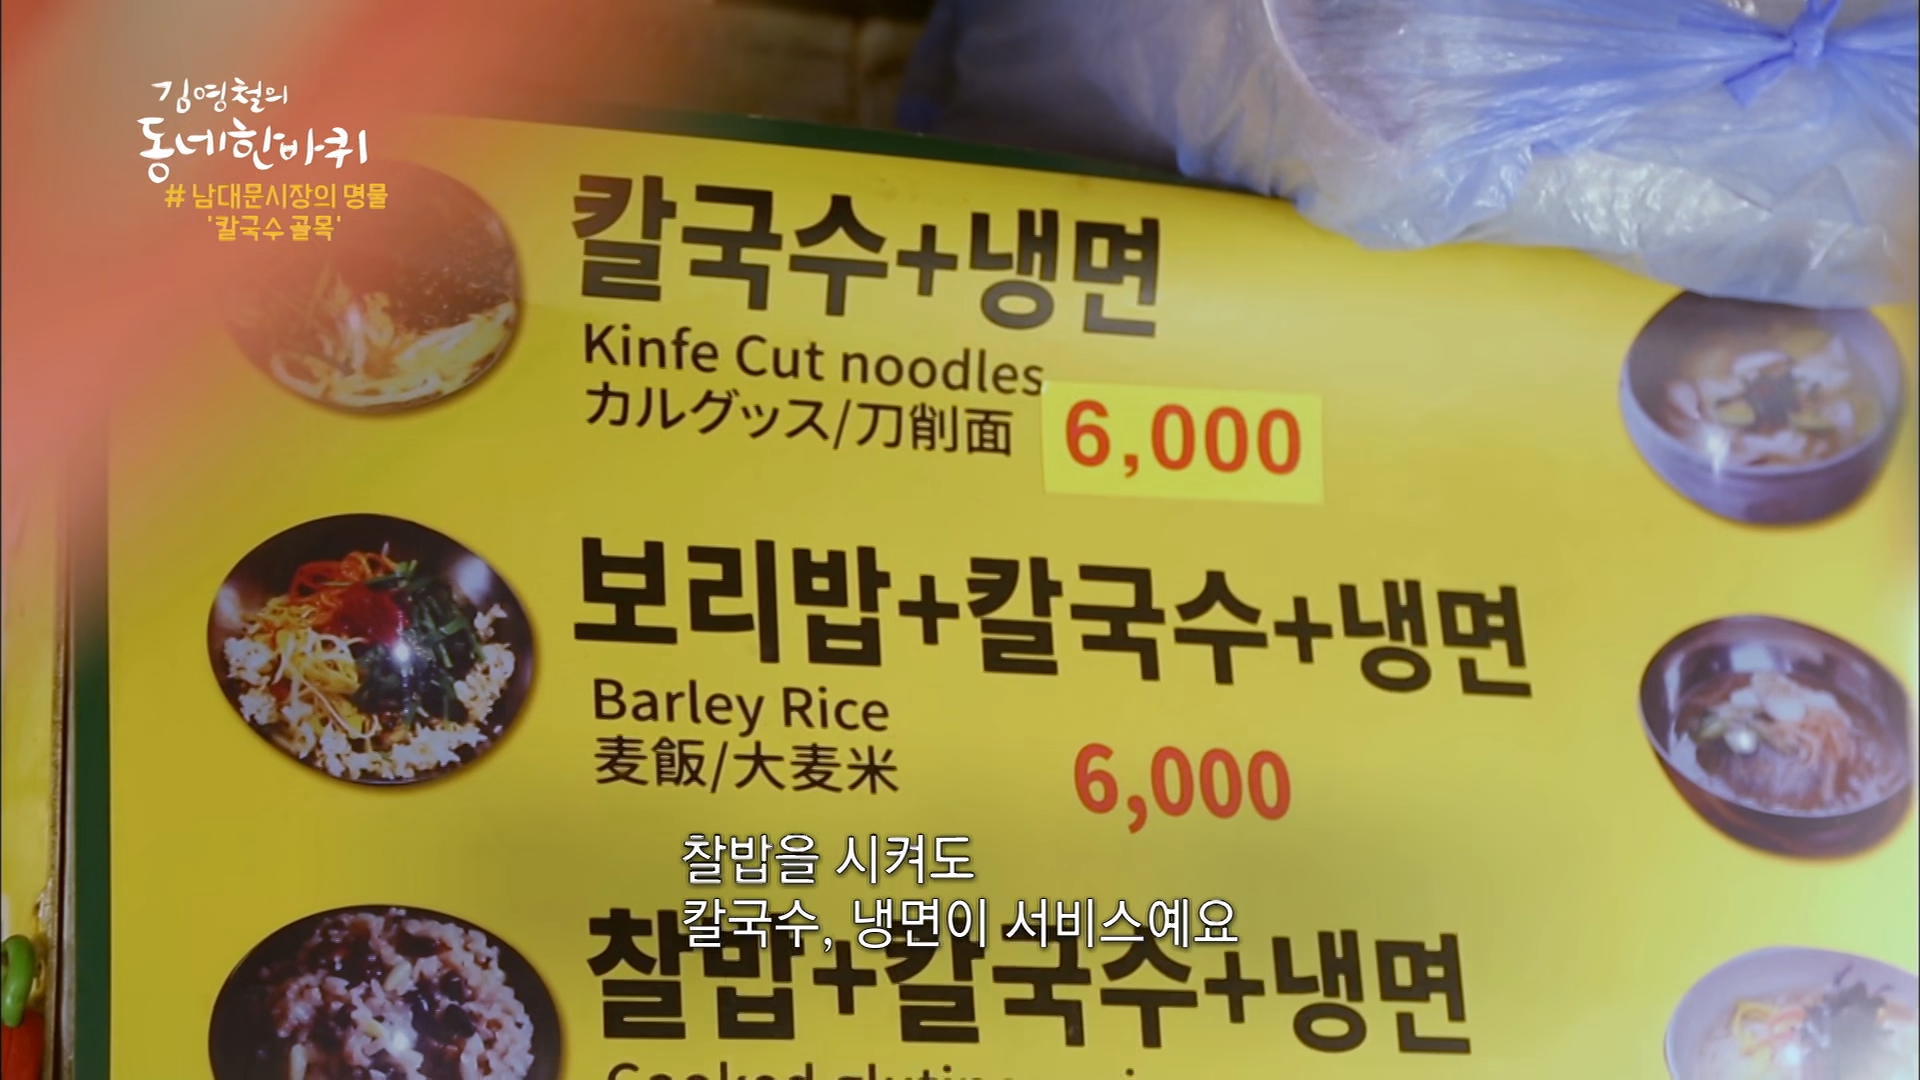 김영철의
동네한바퀴
# 남대문시장의 명물
'칼국수 골목'
칼국수+냉면
Kinfe Cut noodles
カルグッス/刀削面
6,000
보리밥+칼국수+냉면
Barley Rice
麦飯/大麦米
6,000
찰밥을 시켜도
칼국수, 냉면이 서비스예요
찰밥+칼국수+냉면
Cooked